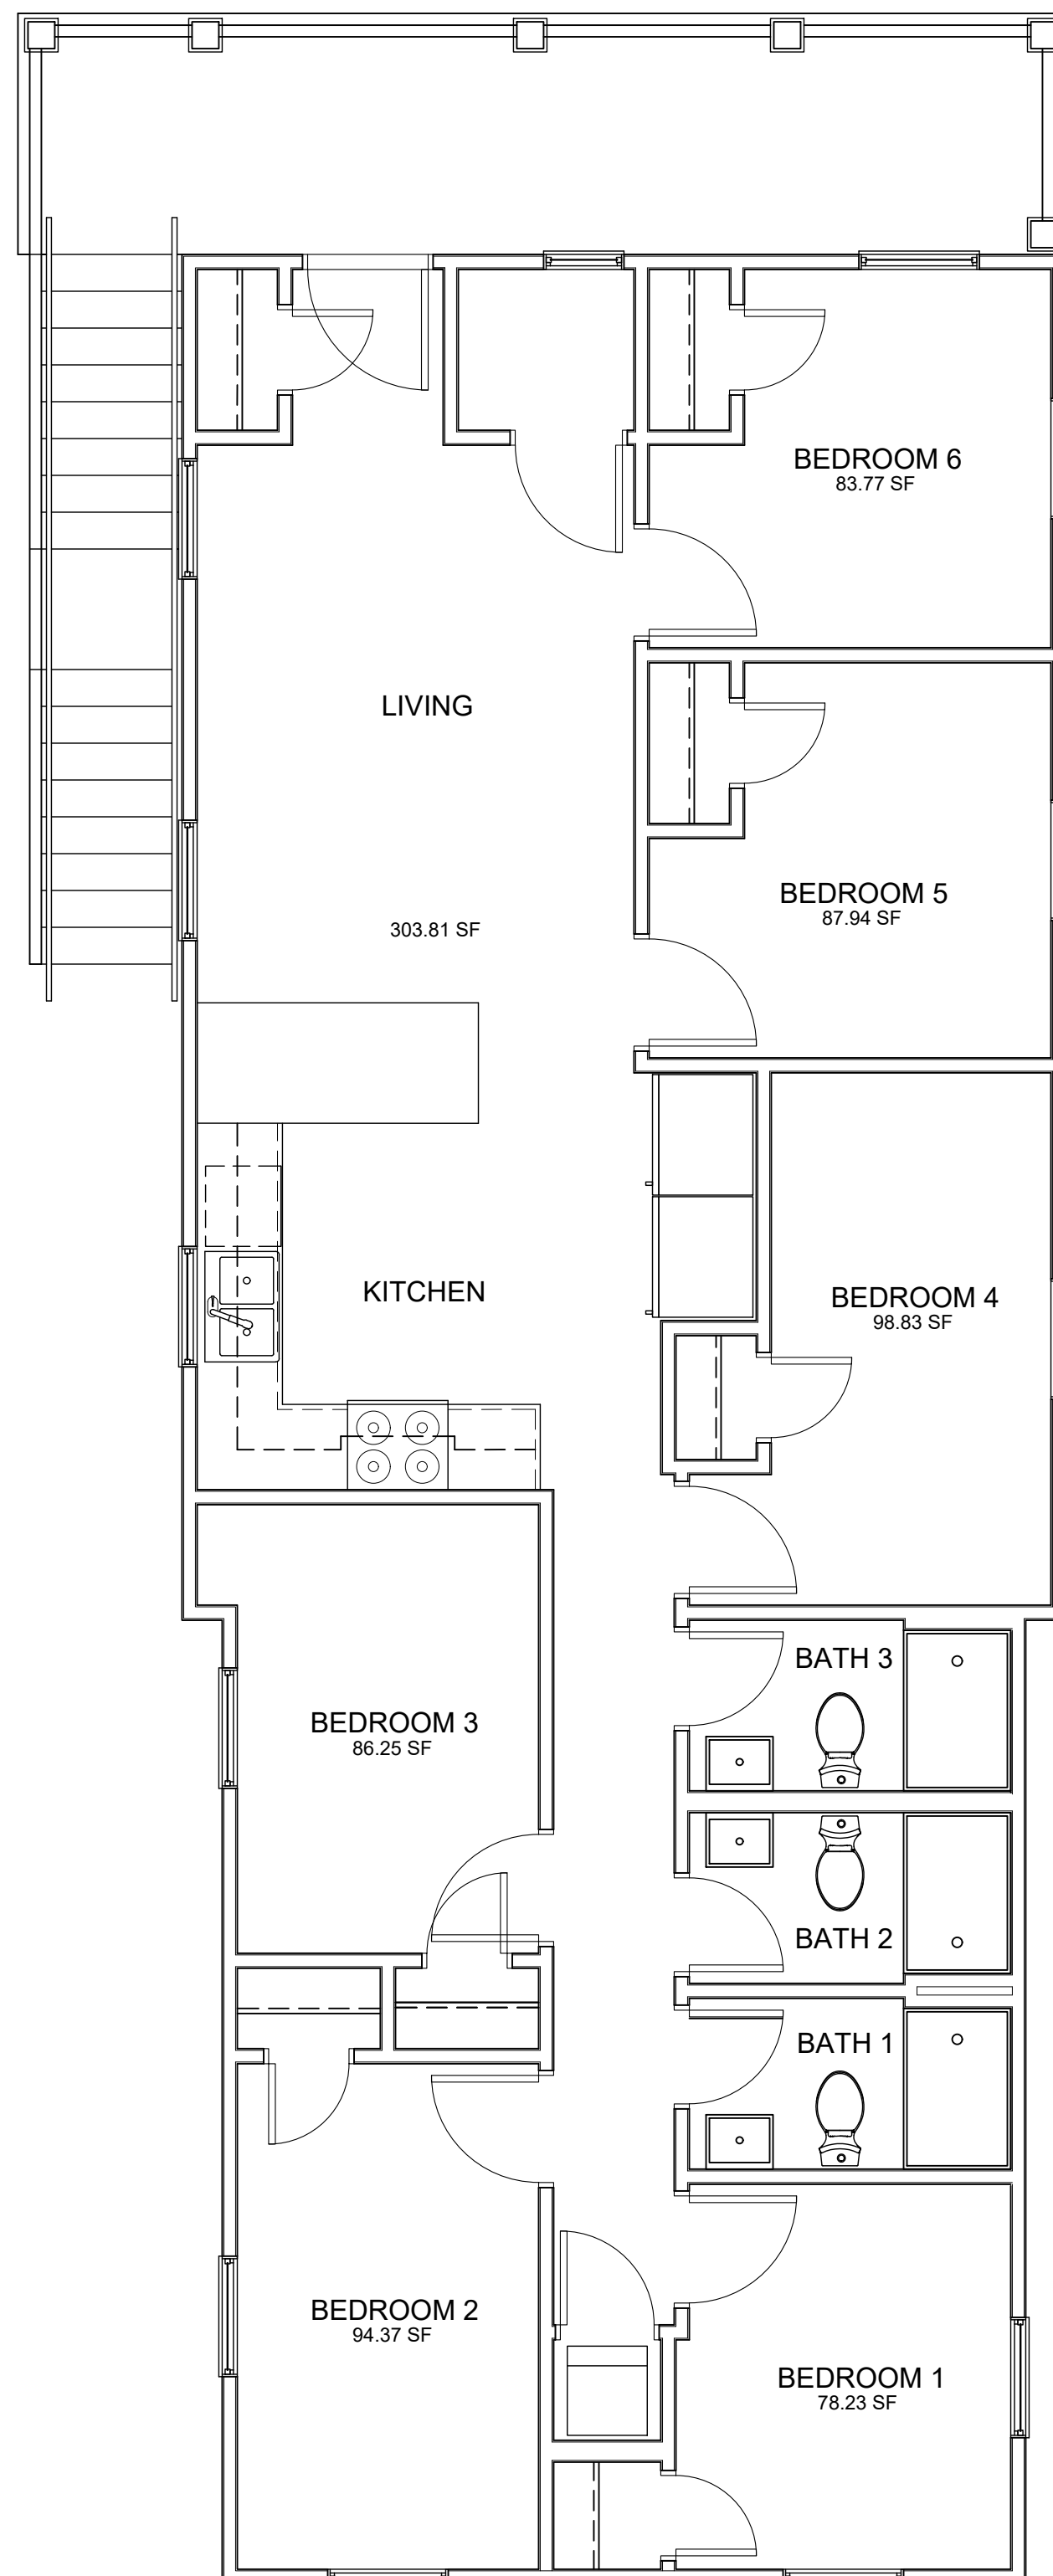 BEDROOM 6
83.77 SF
LIVING
BEDROOM 5
87.94 SF
303.81 SF
KITCHEN
BEDROOM 4
98.83 SF
BATH 3
BEDROOM 3
86.25 SF
BATH 2
BATH 1
BEDROOM 2
94.37 SF
BEDROOM 1
78.23 SF